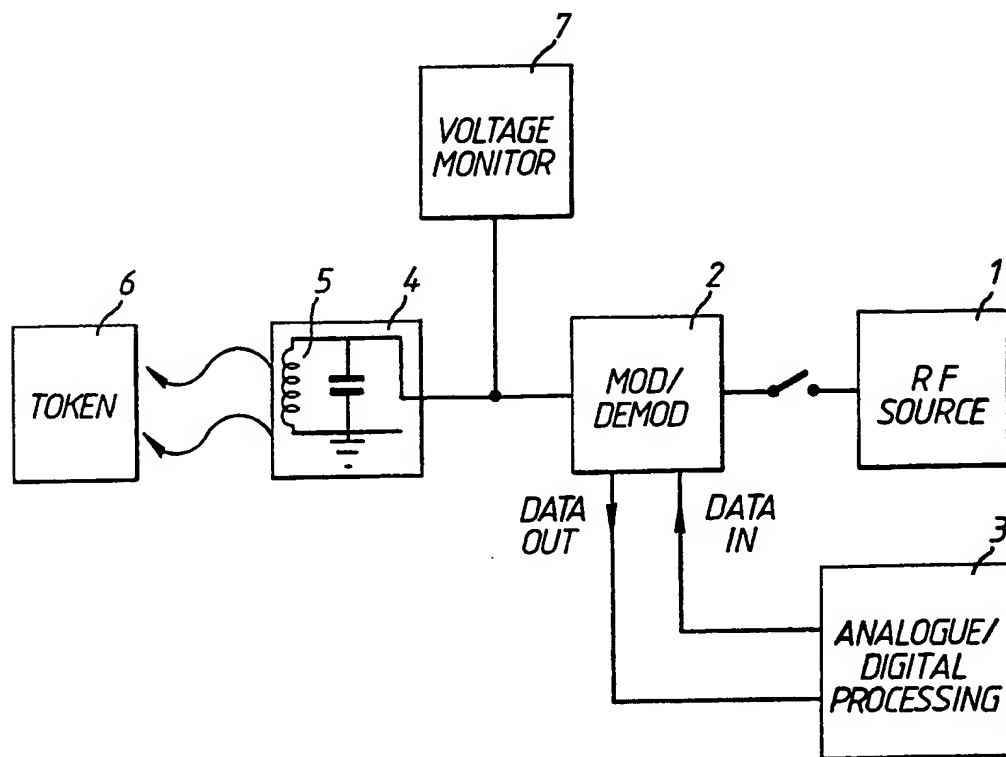 7
VOLTAGE
MONITOR
6
TOKEN
5
4
2
MOD/
DEMOD
1
RF
SOURCE
DATA
OUT
DATA
IN
3
ANALOGUE/
DIGITAL
PROCESSING